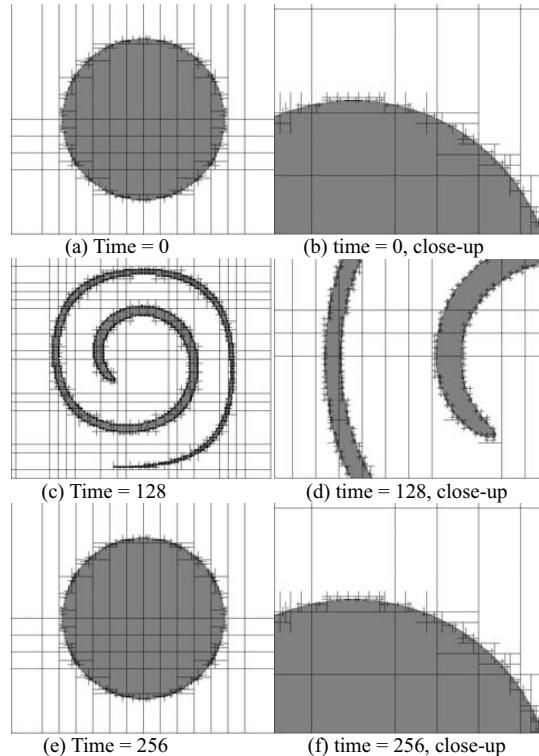 (a) Time = 0
(b) time = 0, close-up
(c) Time = 128
(d) time = 128, close-up
(e) Time = 256
(f) time = 256, close-up